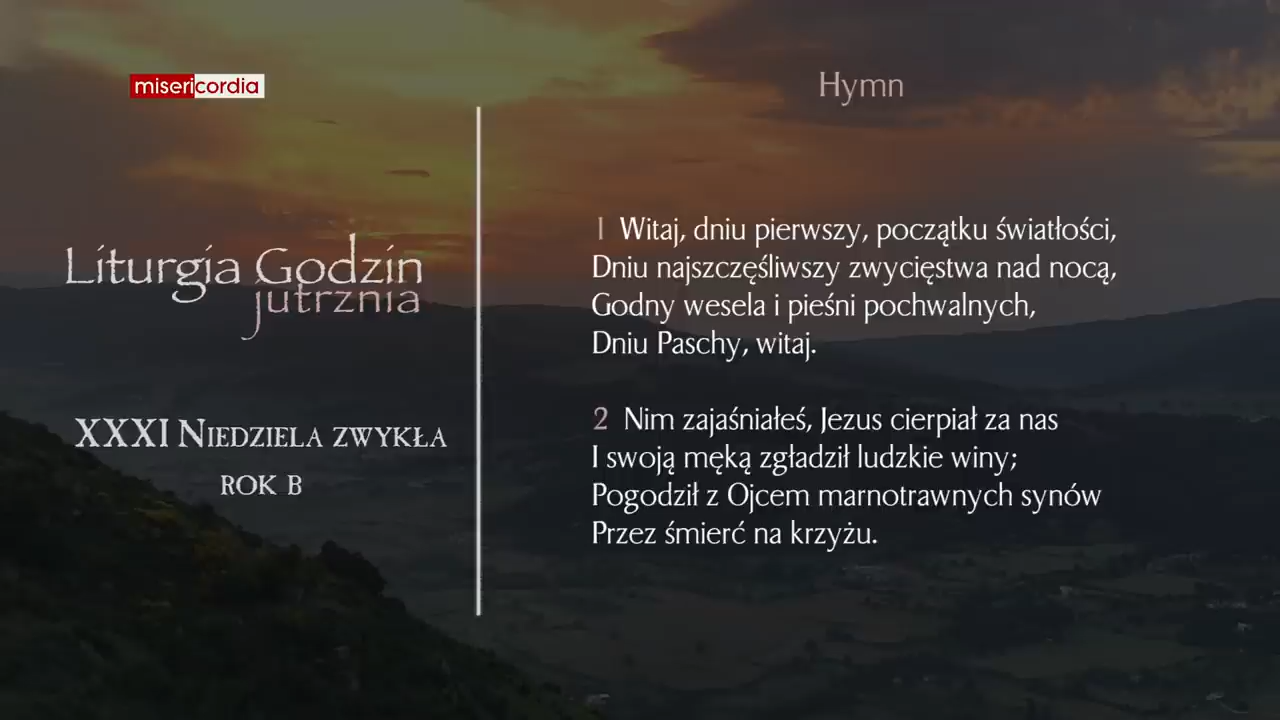 misericordia
Liturgia Godzin
jutrznia
XXXI Niedziela zwykła
rok B
Hymn
1 Witaj, dniu pierwszy, początku światłości,
Dniu najszczęśliwszy zwycięstwa nad nocą,
Godny wesela i pieśni pochwalnych,
Dniu Paschy, witaj.
2 Nim zajaśniałeś, Jezus cierpiał za nas
I swoją męką zgładził ludzkie winy;
Pogodził z Ojcem marnotrawnych synów
Przez śmierć na krzyżu.